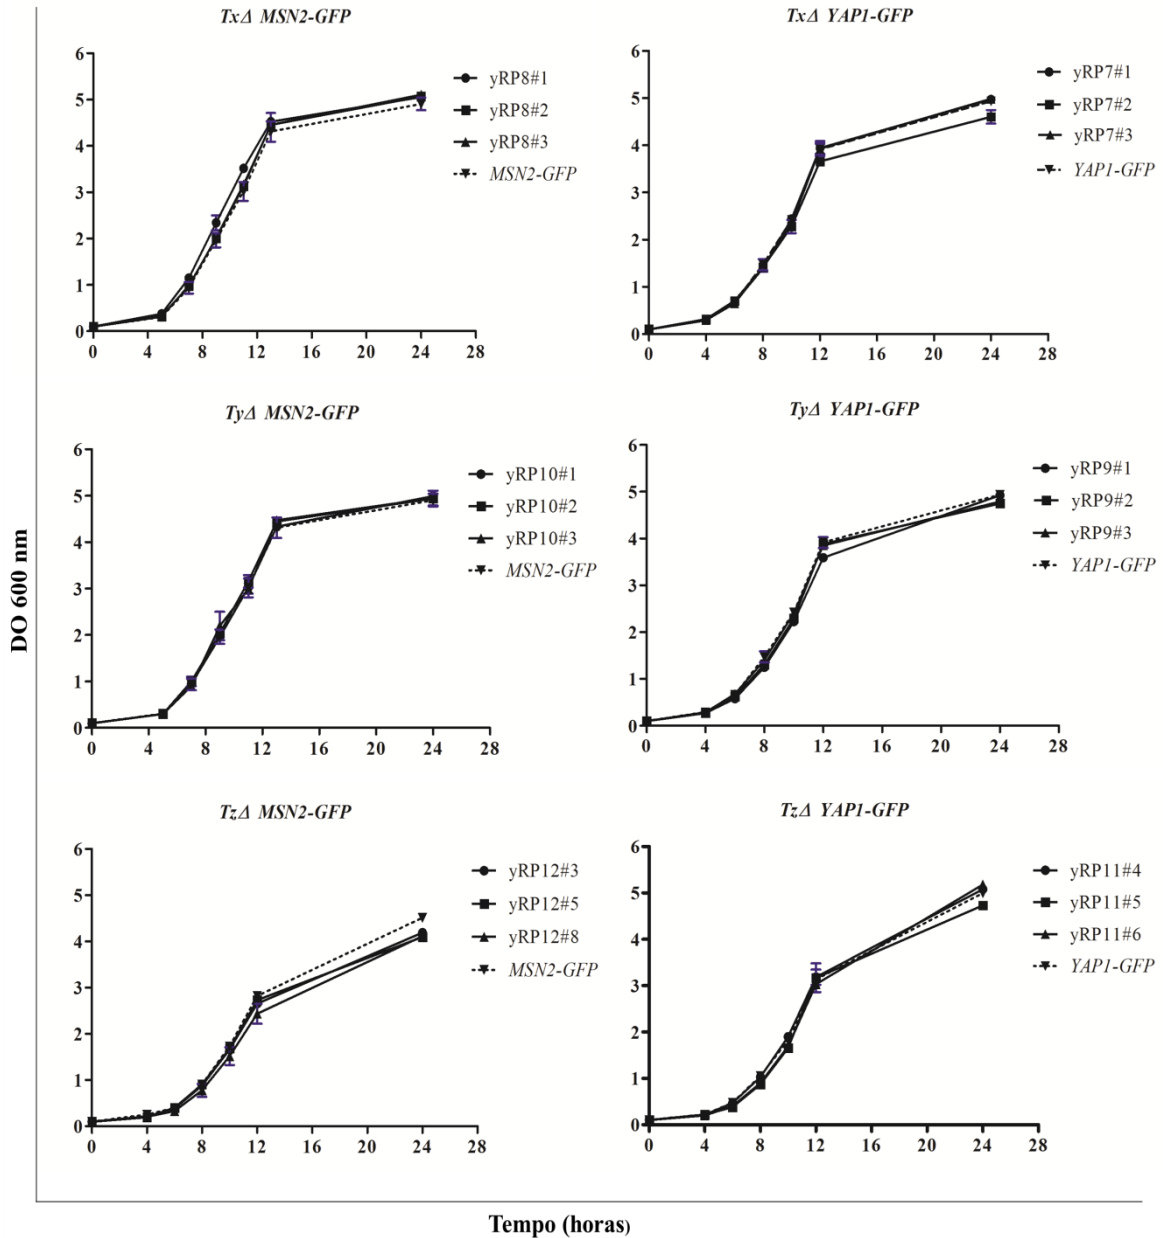 TxΔ MSN2-GFP
6
5
4
3
2
1
0
0 4 8 12 16 20 24 28
yRP8#1
yRP8#2
yRP8#3
MSN2-GFP
TxΔ YAP1-GFP
6
5
4
3
2
1
0
0 4 8 12 16 20 24 28
yRP7#1
yRP7#2
yRP7#3
YAP1-GFP
TyΔ MSN2-GFP
6
5
4
3
2
1
0
0 4 8 12 16 20 24 28
yRP10#1
yRP10#2
yRP10#3
MSN2-GFP
TyΔ YAP1-GFP
6
5
4
3
2
1
0
0 4 8 12 16 20 24 28
yRP9#1
yRP9#2
yRP9#3
YAP1-GFP
TzΔ MSN2-GFP
6
5
4
3
2
1
0
0 4 8 12 16 20 24 28
yRP12#3
yRP12#5
yRP12#8
MSN2-GFP
TzΔ YAP1-GFP
6
5
4
3
2
1
0
0 4 8 12 16 20 24 28
yRP11#4
yRP11#5
yRP11#6
YAP1-GFP
DO 600 nm
Tempo (horas)